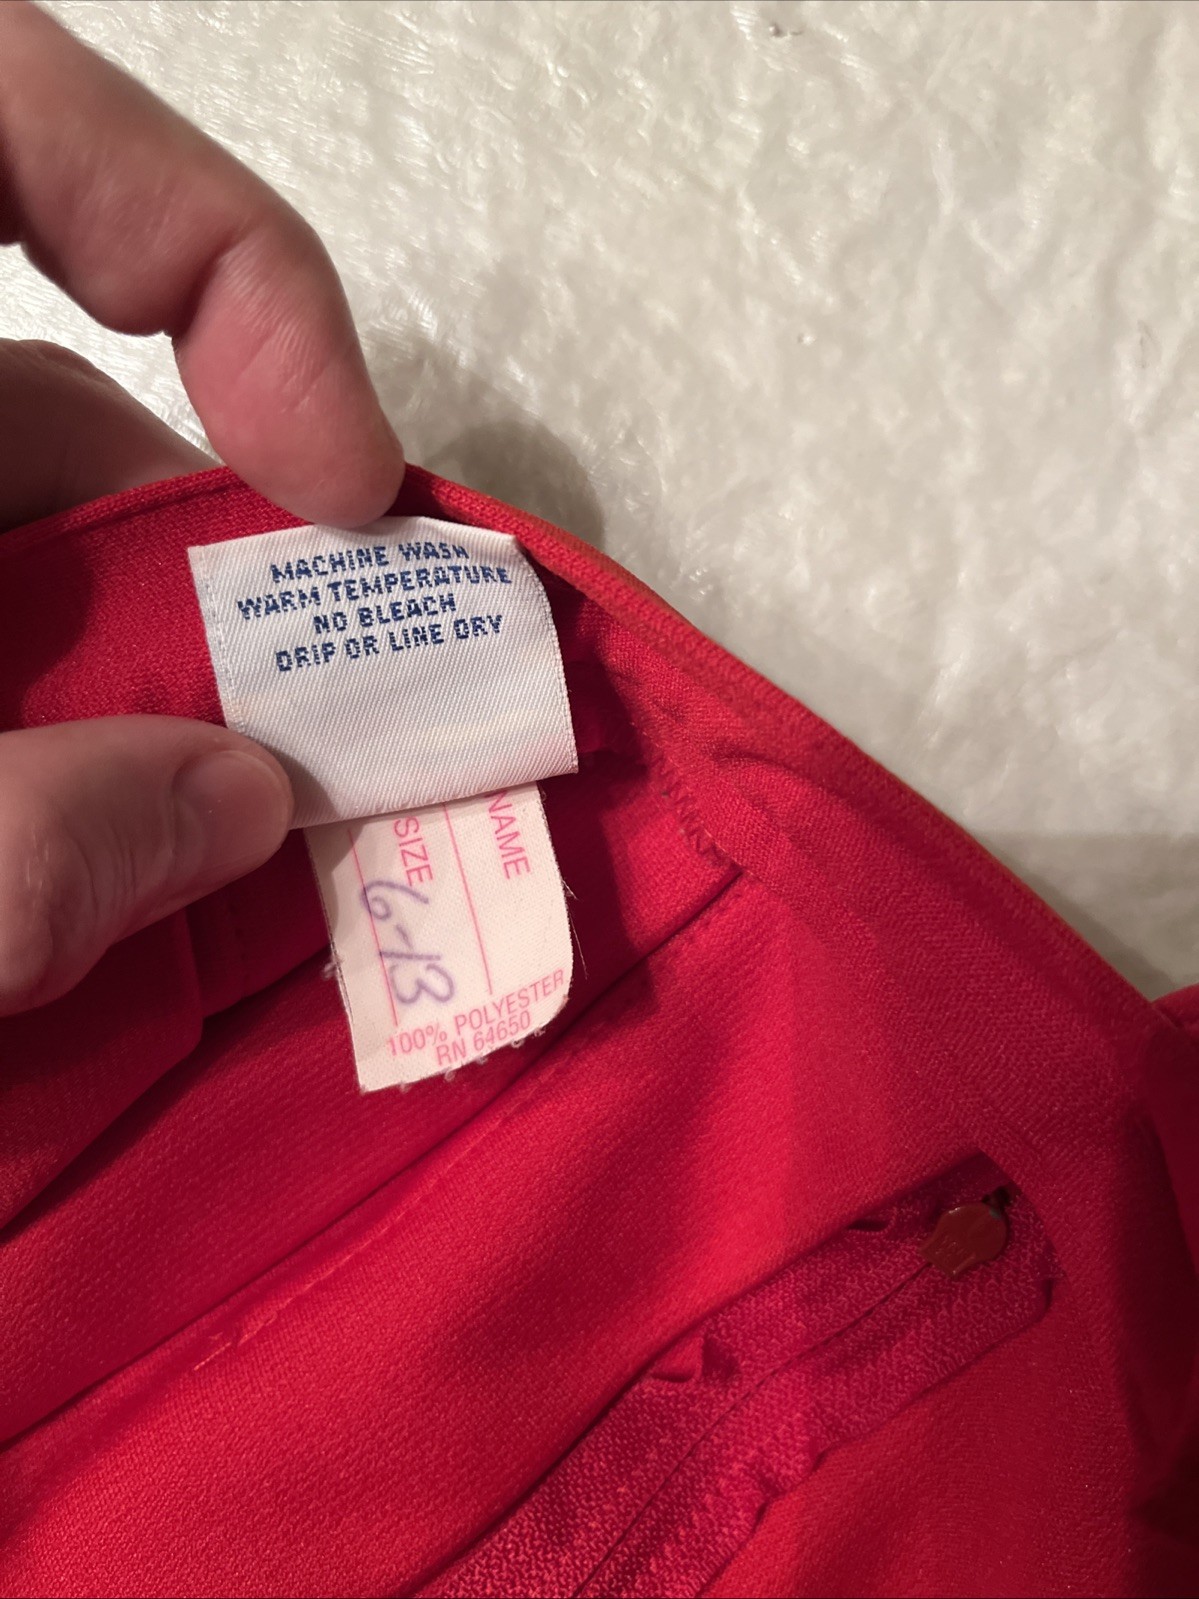 MACHINE WASH
WARM TEMPERATURE
NO BLEACH
DRIP OR LINE DRY
NAME
SIZE 6-13
100% POLYESTER
RN 64650